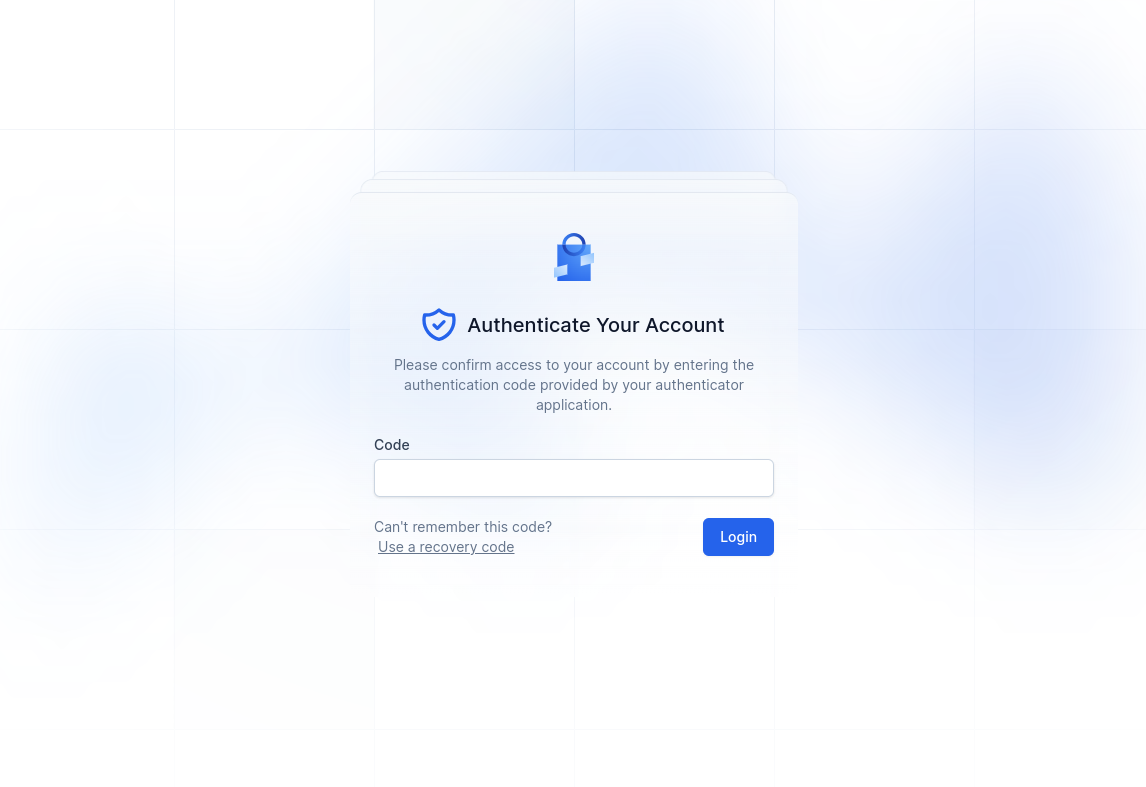 Authenticate Your Account
Please confirm access to your account by entering the
authentication code provided by your authenticator
application.
Code
Can't remember this code?
Use a recovery code
Login